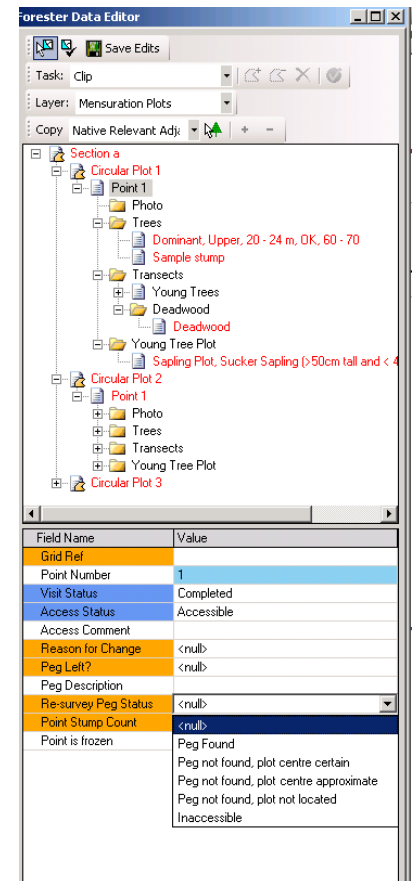 Forester Data Editor
Save Edits
Task: Clip
Layer: Mensuration Plots
Copy Native Relevant Adj
Section a
Circular Plot 1
Point 1
Photo
Trees
Dominant, Upper, 20 - 24 m, OK, 60 - 70
Sample stump
Transects
Young Trees
Deadwood
Deadwood
Young Tree Plot
Sapling Plot, Sucker Sapling (>50cm tall and < 4
Circular Plot 2
Point 1
Photo
Trees
Transects
Young Tree Plot
Circular Plot 3
Field Name Value
Grid Ref
Point Number 1
Visit Status Completed
Access Status Accessible
Access Comment
Reason for Change <null>
Peg Left? <null>
Peg Description
Re-survey Peg Status <null>
Point Stump Count <null>
Point is frozen Peg Found
Peg not found, plot centre certain
Peg not found, plot centre approximate
Peg not found, plot not located
Inaccessible